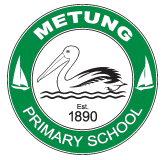 METUNG
Est.
1890
PRIMARY SCHOOL